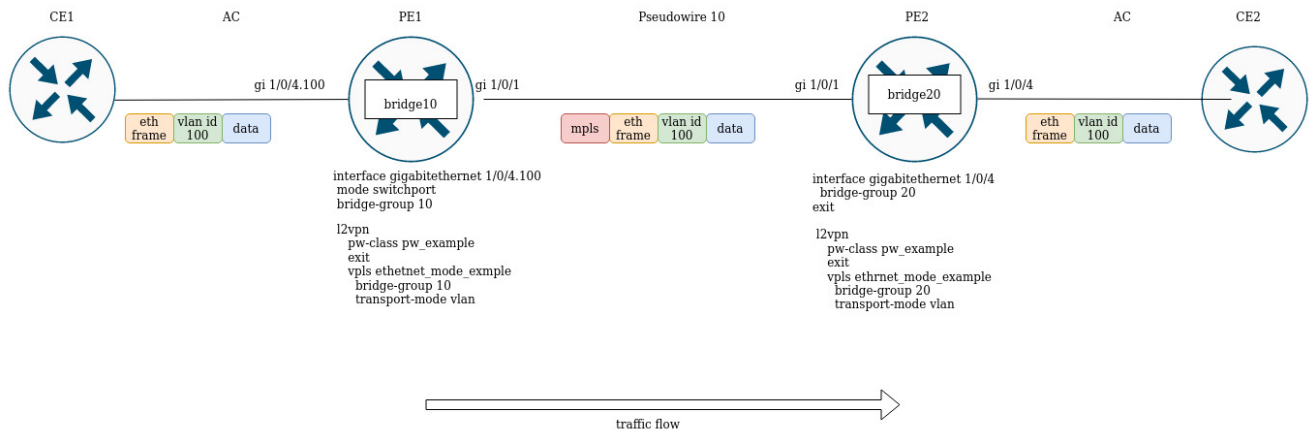 CE1
AC
PE1
Pseudowire 10
PE2
AC
CE2
gi 1/0/4.100
gi 1/0/1
gi 1/0/1
gi 1/0/4
bridge10
bridge20
eth
frame
vlan id
100
data
mpls
eth
frame
vlan id
100
data
eth
frame
vlan id
100
data
interface gigabitethernet 1/0/4.100
mode switchport
bridge-group 10
l2vpn
pw-class pw_example
exit
vpls ethetnet_mode_exmple
bridge-group 10
transport-mode vlan
interface gigabitethernet 1/0/4
bridge-group 20
exit
l2vpn
pw-class pw_example
exit
vpls ethrnet_mode_example
bridge-group 20
transport-mode vlan
traffic flow